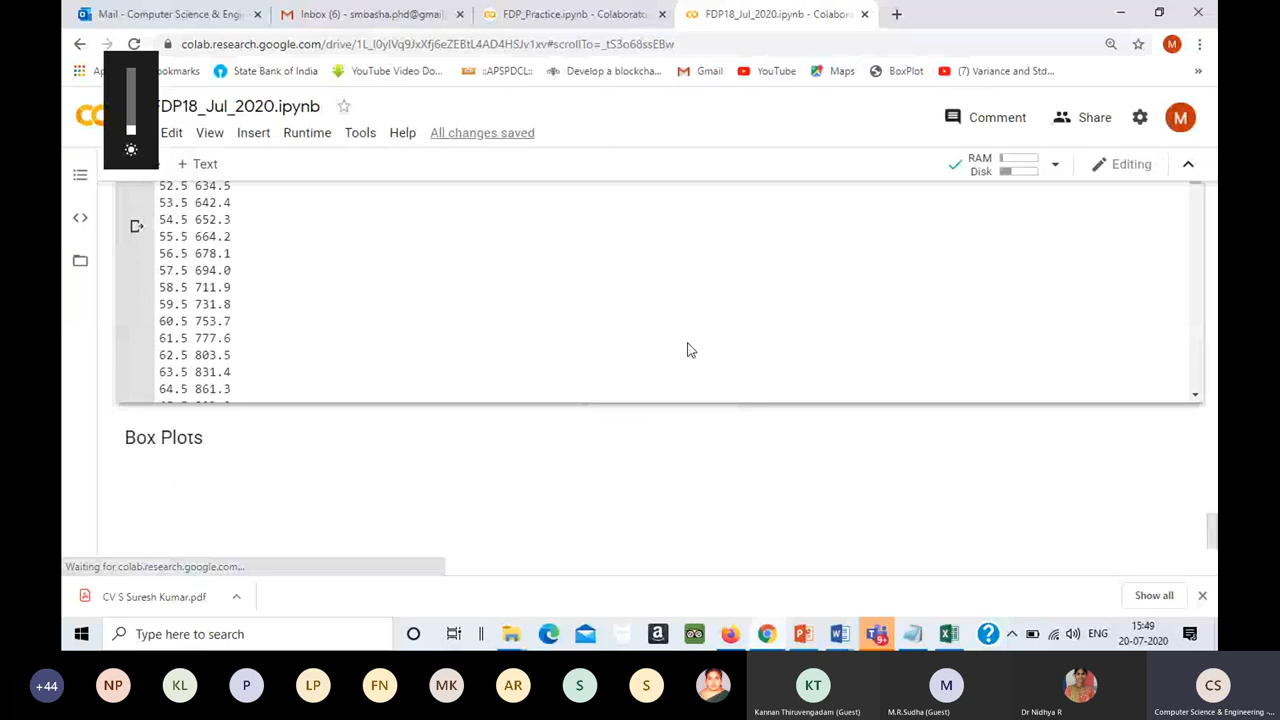 Mail - Computer Science & Engi
Inbox (6) - smbasha.phd@gmai
FDP_Practice.ipynb - Colaborato
FDP18_Jul_2020.ipynb - Colabora
colab.research.google.com/drive/1L_I0yIVq9JxXfj6eZEBtL4AD4HSJv1xv#scrollTo=_tS3o68ssEBw
Ap
okmarks
State Bank of India
YouTube Video Do...
::APSPDCL::
Develop a blockcha...
Gmail
YouTube
Maps
BoxPlot
(7) Variance and Std...
FDP18_Jul_2020.ipynb
Edit View Insert Runtime Tools Help All changes saved
Comment Share M
+ Text
RAM
Disk
Editing
52.5 634.5
53.5 642.4
54.5 652.3
55.5 664.2
56.5 678.1
57.5 694.0
58.5 711.9
59.5 731.8
60.5 753.7
61.5 777.6
62.5 803.5
63.5 831.4
64.5 861.3
Box Plots
Waiting for colab.research.google.com...
CV S Suresh Kumar.pdf
Show all
Type here to search
9+
ENG
15:49
20-07-2020
+44 NP KL P LP FN MK AR S S KT M CS
Kannan Thiruvengadam (Guest)
M.R.Sudha (Guest)
Dr Nidhya R
Computer Science & Engineering -...